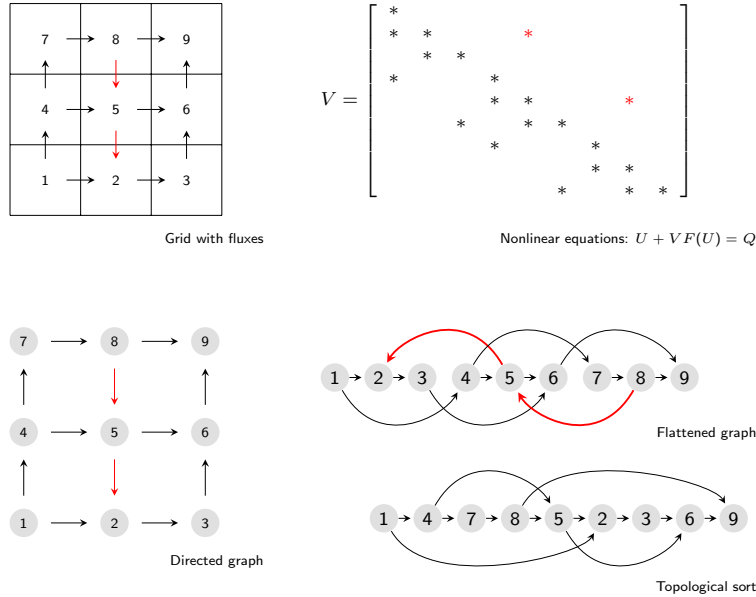 7 8 9
4 5 6
1 2 3
Grid with fluxes
V =
*
* * *
* *
* *
* * *
* * *
* *
* *
* * *
Nonlinear equations: U + VF(U) = Q
7 8 9
4 5 6
1 2 3
Directed graph
1 2 3 4 5 6 7 8 9
Flattened graph
1 4 7 8 5 2 3 6 9
Topological sort